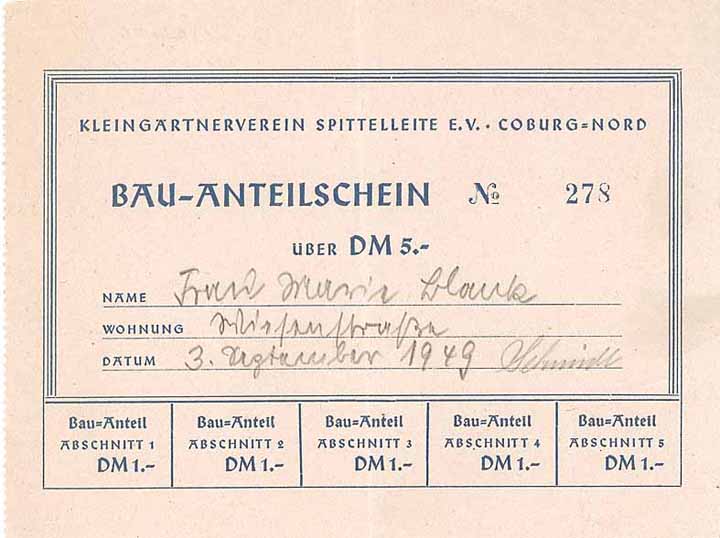 KLEINGÄRTNERVEREIN SPITTELLEITE E.V. · COBURG=NORD
BAU-ANTEILSCHEIN № 278
ÜBER DM 5.-
NAME Frau Marie Blank
WOHNUNG Wiesenstraße
DATUM 3. September 1949 Schmidt
Bau=Anteil Bau=Anteil Bau=Anteil Bau=Anteil Bau=Anteil
ABSCHNITT 1 ABSCHNITT 2 ABSCHNITT 3 ABSCHNITT 4 ABSCHNITT 5
DM 1.- DM 1.- DM 1.- DM 1.- DM 1.-